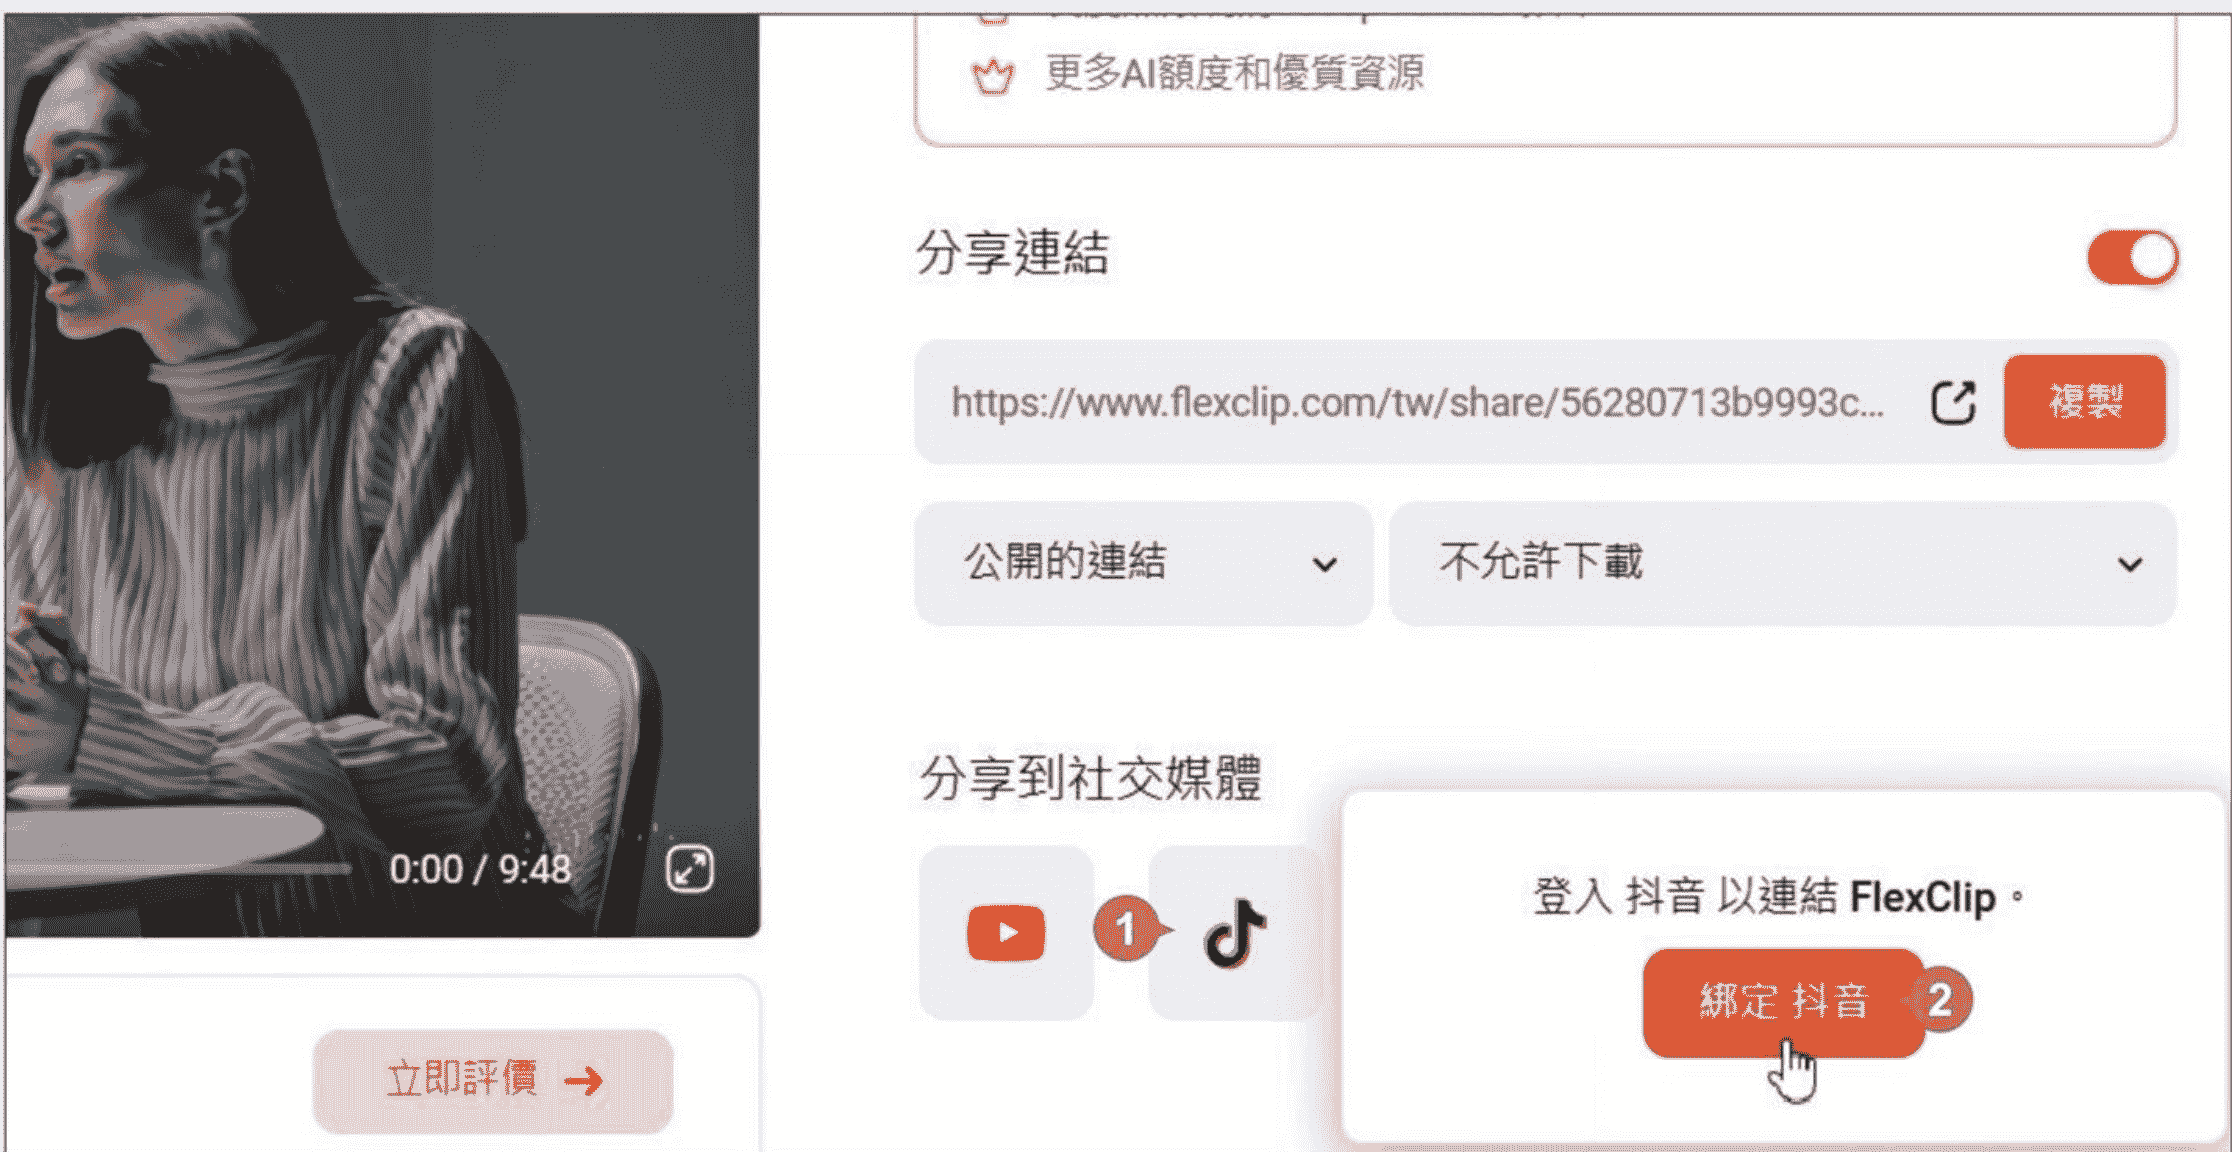 更多AI額度和優質資源
分享連結
https://www.flexclip.com/tw/share/56280713b9993c...
複製
公開的連結
不允許下載
分享到社交媒體
0:00 / 9:48
1
登入 抖音 以連結 FlexClip。
綁定 抖音
2
立即評價